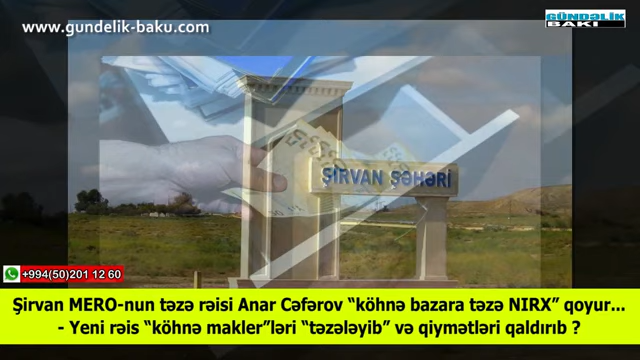 www.gundelik-baku.com
GÜNDƏLİK
BAKI
ŞİRVAN ŞƏHƏRİ
+994(50)201 12 60
Şirvan MERO-nun təzə rəisi Anar Cəfərov “köhnə bazara təzə NIRX” qoyur...
- Yeni rəis “köhnə makler”ləri “təzələyib” və qiymətləri qaldırıb ?